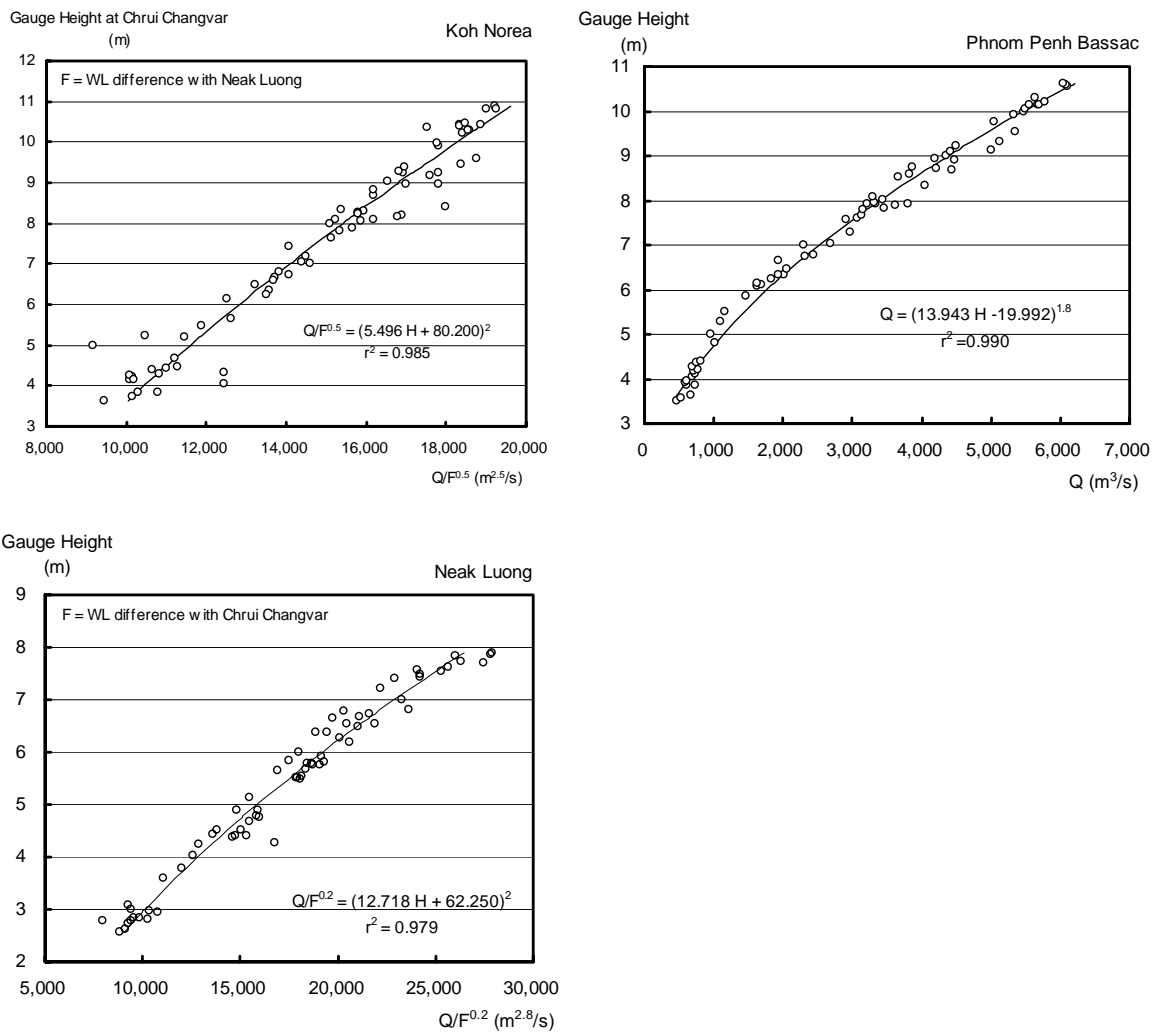 Gauge Height at Chrui Changvar
(m)
Koh Norea
12
F = WL difference with Neak Luong
11
10
9
8
7
6
5
4
3
Q/F^0.5 = (5.496 H + 80.200)^2
r^2 = 0.985
8,000 10,000 12,000 14,000 16,000 18,000 20,000
Q/F^0.5 (m^2.5/s)
Gauge Height
(m)
Phnom Penh Bassac
11
10
9
8
7
6
5
4
3
Q = (13.943 H -19.992)^1.8
r^2 =0.990
0 1,000 2,000 3,000 4,000 5,000 6,000 7,000
Q (m^3/s)
Gauge Height
(m)
Neak Luong
9
F = WL difference with Chrui Changvar
8
7
6
5
4
3
2
Q/F^0.2 = (12.718 H + 62.250)^2
r^2 = 0.979
5,000 10,000 15,000 20,000 25,000 30,000
Q/F^0.2 (m^2.8/s)